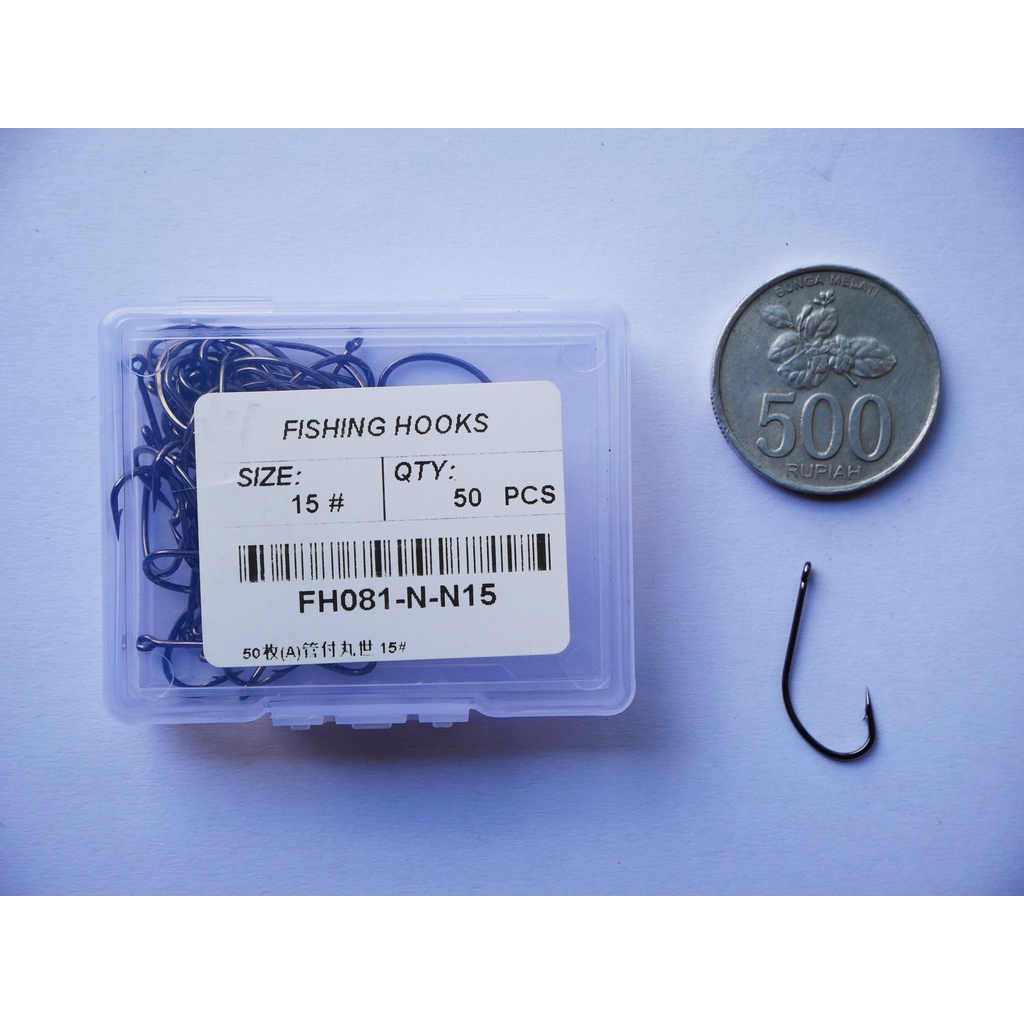 FISHING HOOKS
SIZE:
15 #
QTY:
50 PCS
FH081-N-N15
50枚(A)管付丸世 15#
BUNGA MELATI
500
RUPIAH